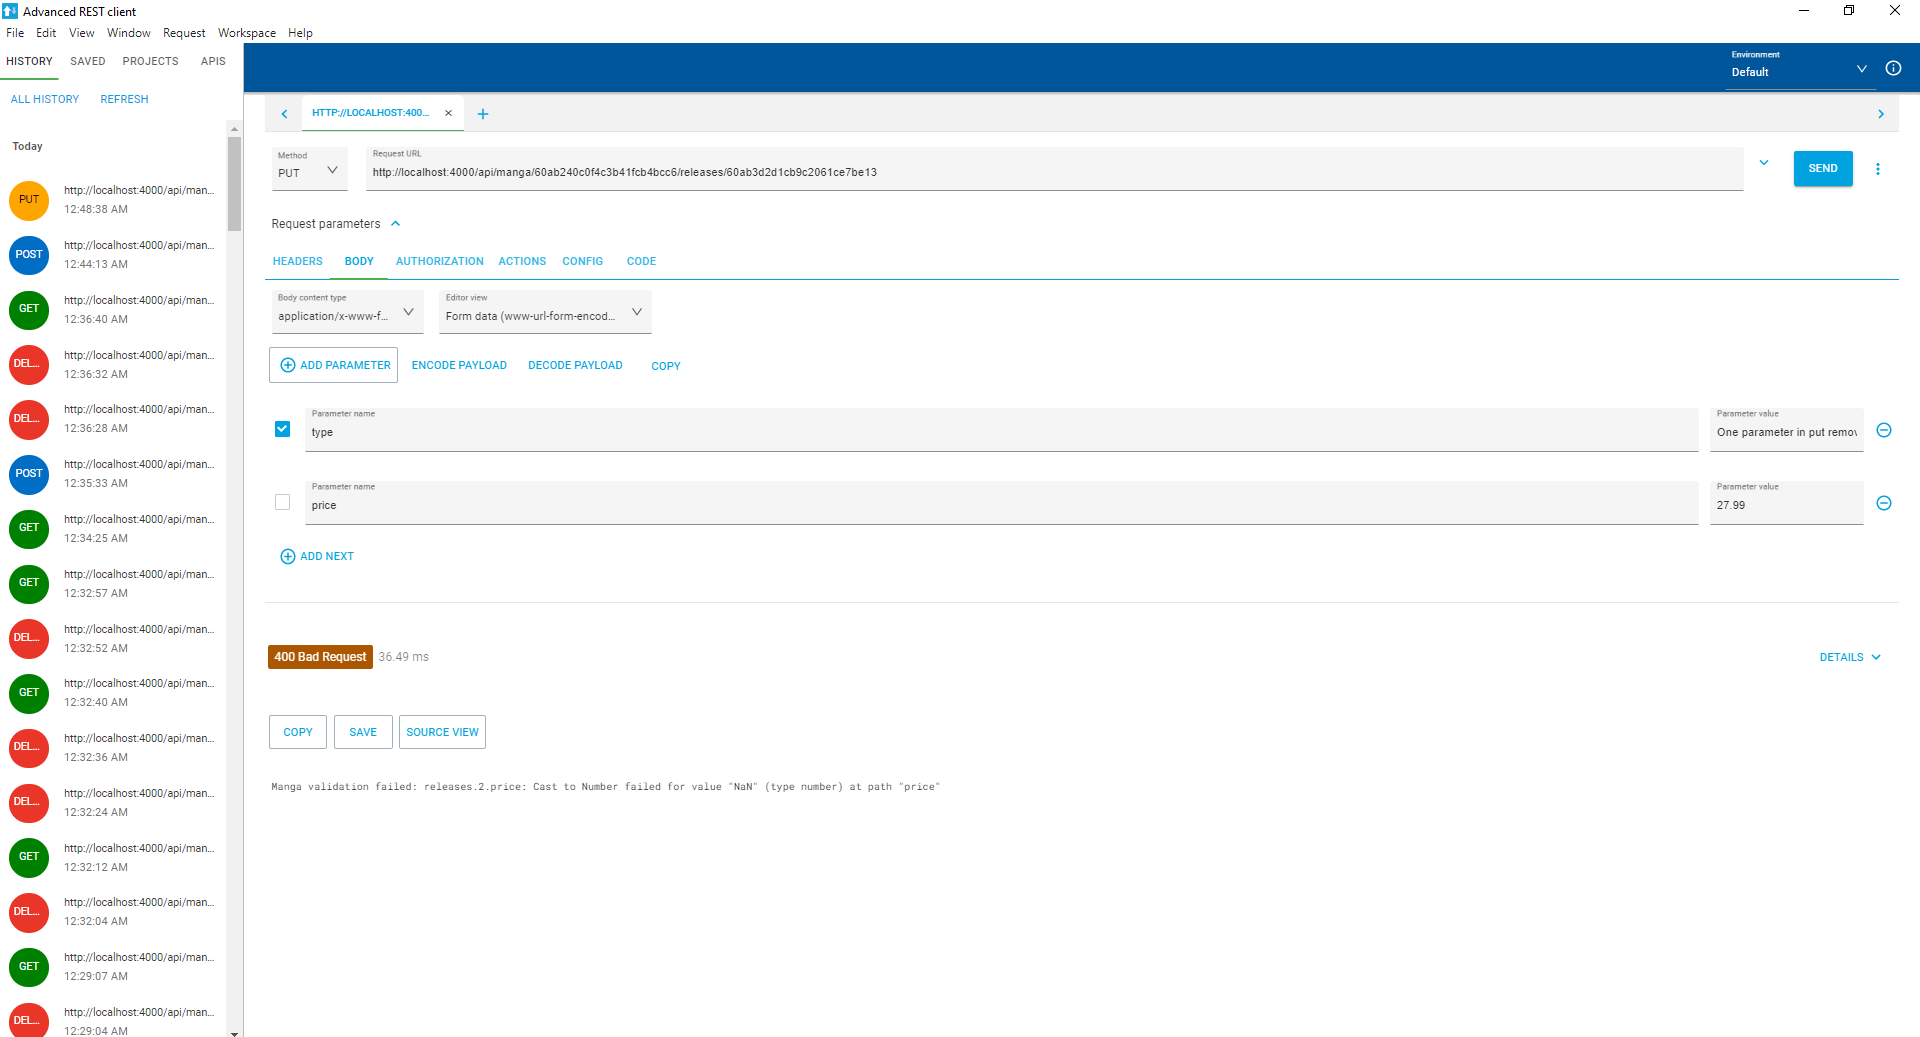 Advanced REST client
File Edit View Window Request Workspace Help
HISTORY SAVED PROJECTS APIS
Environment
Default
ALL HISTORY REFRESH
HTTP://LOCALHOST:400...
Today
Method
PUT
Request URL
http://localhost:4000/api/manga/60ab240c0f4c3b41fcb4bcc6/releases/60ab3d2d1cb9c2061ce7be13
SEND
PUT http://localhost:4000/api/man...
12:48:38 AM
POST http://localhost:4000/api/man...
12:44:13 AM
GET http://localhost:4000/api/man...
12:36:40 AM
DEL... http://localhost:4000/api/man...
12:36:32 AM
DEL... http://localhost:4000/api/man...
12:36:28 AM
POST http://localhost:4000/api/man...
12:35:33 AM
GET http://localhost:4000/api/man...
12:34:25 AM
GET http://localhost:4000/api/man...
12:32:57 AM
DEL... http://localhost:4000/api/man...
12:32:52 AM
GET http://localhost:4000/api/man...
12:32:40 AM
DEL... http://localhost:4000/api/man...
12:32:36 AM
DEL... http://localhost:4000/api/man...
12:32:24 AM
GET http://localhost:4000/api/man...
12:32:12 AM
DEL... http://localhost:4000/api/man...
12:32:04 AM
GET http://localhost:4000/api/man...
12:29:07 AM
DEL... http://localhost:4000/api/man...
12:29:04 AM
Request parameters
HEADERS BODY AUTHORIZATION ACTIONS CONFIG CODE
Body content type
application/x-www-f...
Editor view
Form data (www-url-form-encod...
ADD PARAMETER ENCODE PAYLOAD DECODE PAYLOAD COPY
Parameter name
type
Parameter value
One parameter in put remov
Parameter name
price
Parameter value
27.99
ADD NEXT
400 Bad Request 36.49 ms
DETAILS
COPY SAVE SOURCE VIEW
Manga validation failed: releases.2.price: Cast to Number failed for value "NaN" (type number) at path "price"